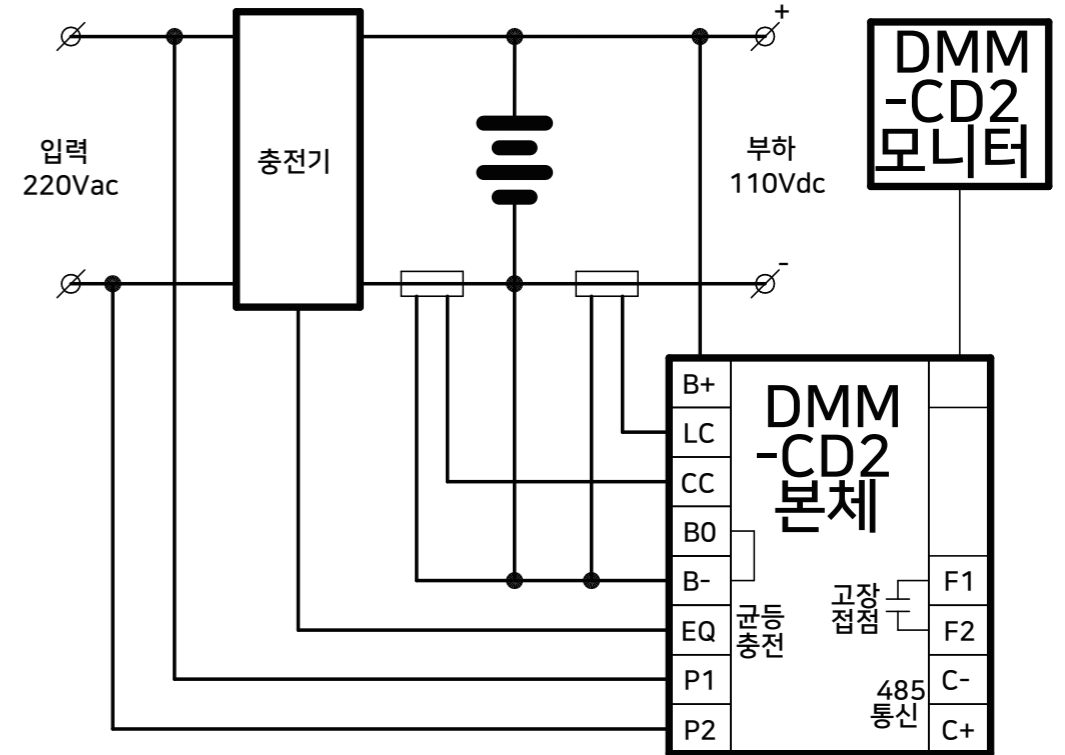 +
입력
220Vac
충전기
부하
110Vdc
-
DMM
-CD2
모니터
DMM
-CD2
본체
B+
LC
CC
B0
B-
EQ
P1
P2
균등
충전
고장
접점
485
통신
F1
F2
C-
C+